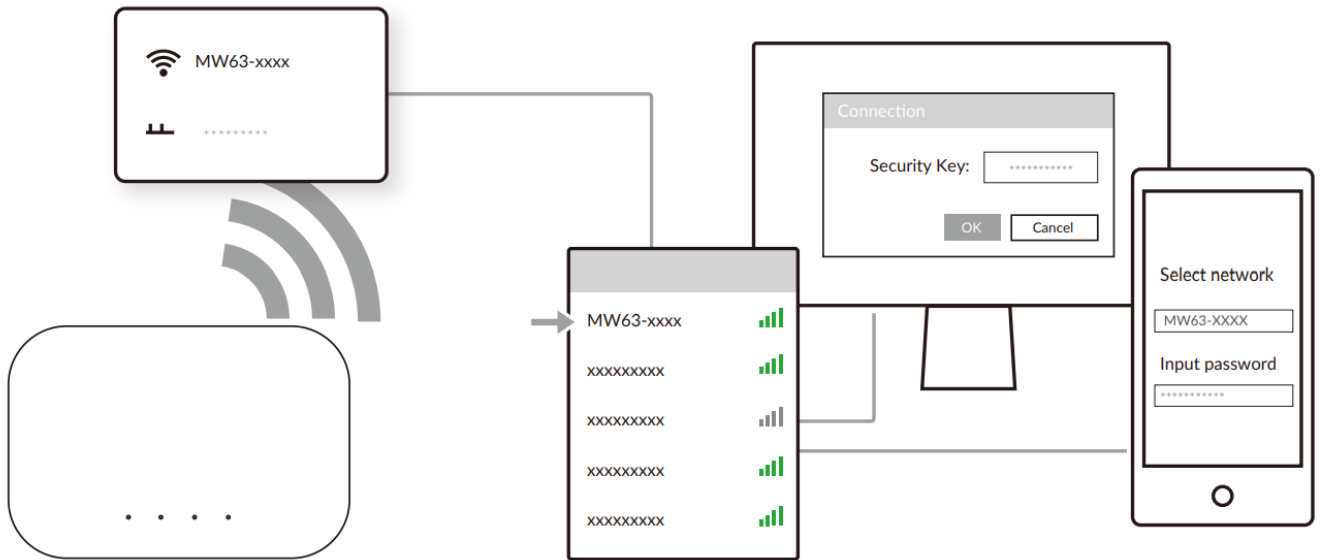 MW63-xxxx
*********
Connection
Security Key:
***********
OK
Cancel
MW63-xxxx
xxxxxxxxx
xxxxxxxxx
xxxxxxxxx
xxxxxxxxx
Select network
MW63-XXXX
Input password
***********